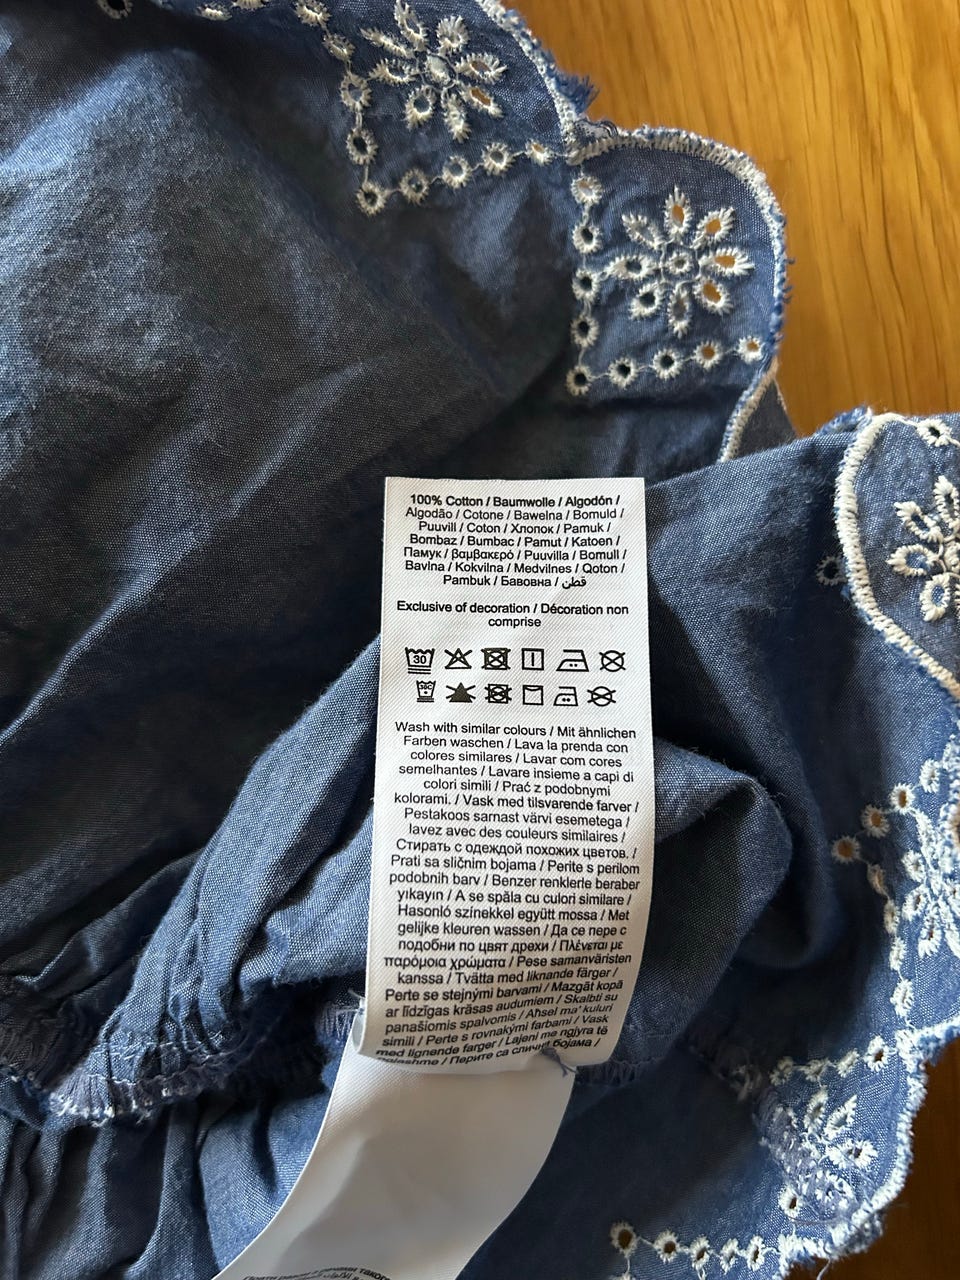 100% Cotton / Baumwolle / Algodón /
Algodão / Cotone / Bawełna / Bomuld /
Puuvill / Coton / Хлопок / Pamuk /
Bombaz / Bumbac / Pamut / Katoen /
Памук / βαμβακερό / Puuvilla / Bomull /
Bavlna / Kokvilna / Medvilnes / Qoton /
Pambuk / Бавовна / قطن
Exclusive of decoration / Décoration non
comprise
30
30C
Wash with similar colours / Mit ähnlichen
Farben waschen / Lava la prenda con
colores similares / Lavar com cores
semelhantes / Lavare insieme a capi di
colori simili / Prać z podobnymi
kolorami. / Vask med tilsvarende farver /
Pestakoos sarnast värvi esemetega /
lavez avec des couleurs similaires /
Стирать с одеждой похожих цветов. /
Prati sa sličnim bojama / Perite s perilom
podobnih barv / Benzer renklerle beraber
yıkayın / A se spăla cu culori similare /
Hasonló színekkel együtt mossa / Met
gelijke kleuren wassen / Да се пере с
подобни по цвят дрехи / Πλένεται με
παρόμοια χρώματα / Pese samanväristen
kanssa / Tvätta med liknande färger /
Perte se stejnými barvami / Mazgāt kopā
ar līdzīgas krāsas audumiem / Skalbti su
panašiomis spalvomis / Aħsel ma' kuluri
simili / Perte s rovnakými farbami / Vask
med lignende farger / Lajeni me ngjyra të
ngjashme / Перите са сличним бојама /